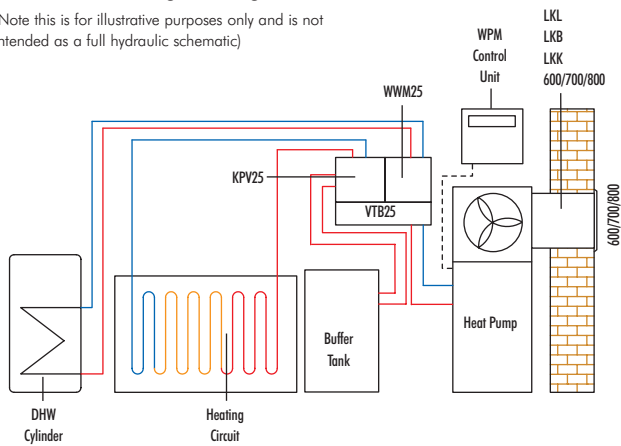 Note this is for illustrative purposes only and is not
ntended as a full hydraulic schematic)
WPM
Control
Unit
LKL
LKB
LKK
600/700/800
WWM25
KPV25
VTB25
600/700/800
Heat Pump
Buffer
Tank
DHW
Cylinder
Heating
Circuit